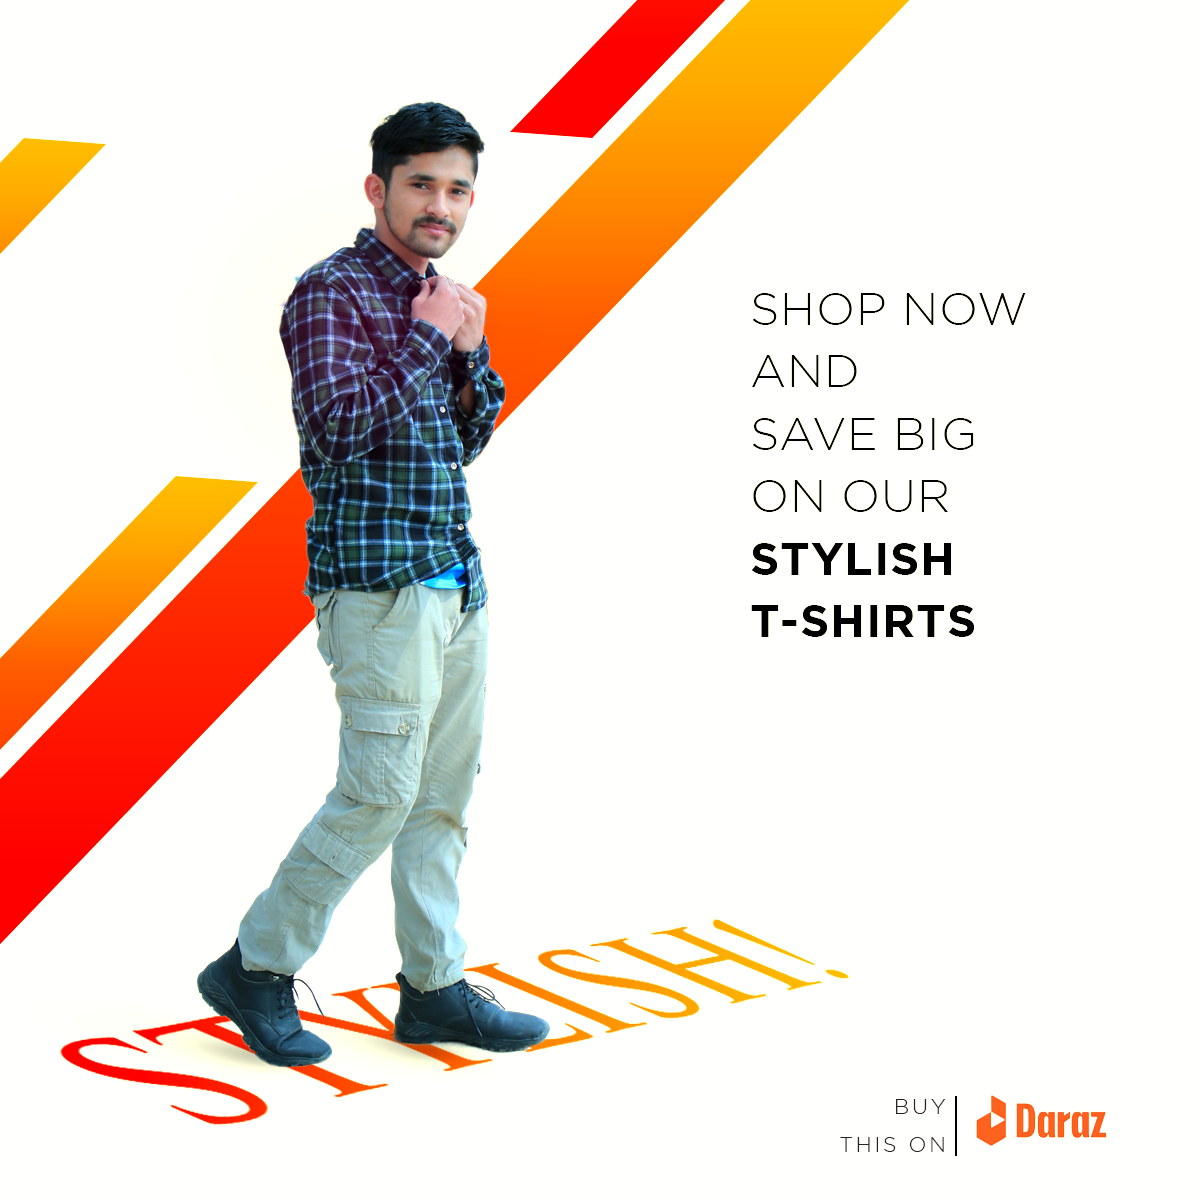 SHOP NOW
AND
SAVE BIG
ON OUR
STYLISH
T-SHIRTS
STYLISH!
BUY
THIS ON
Daraz